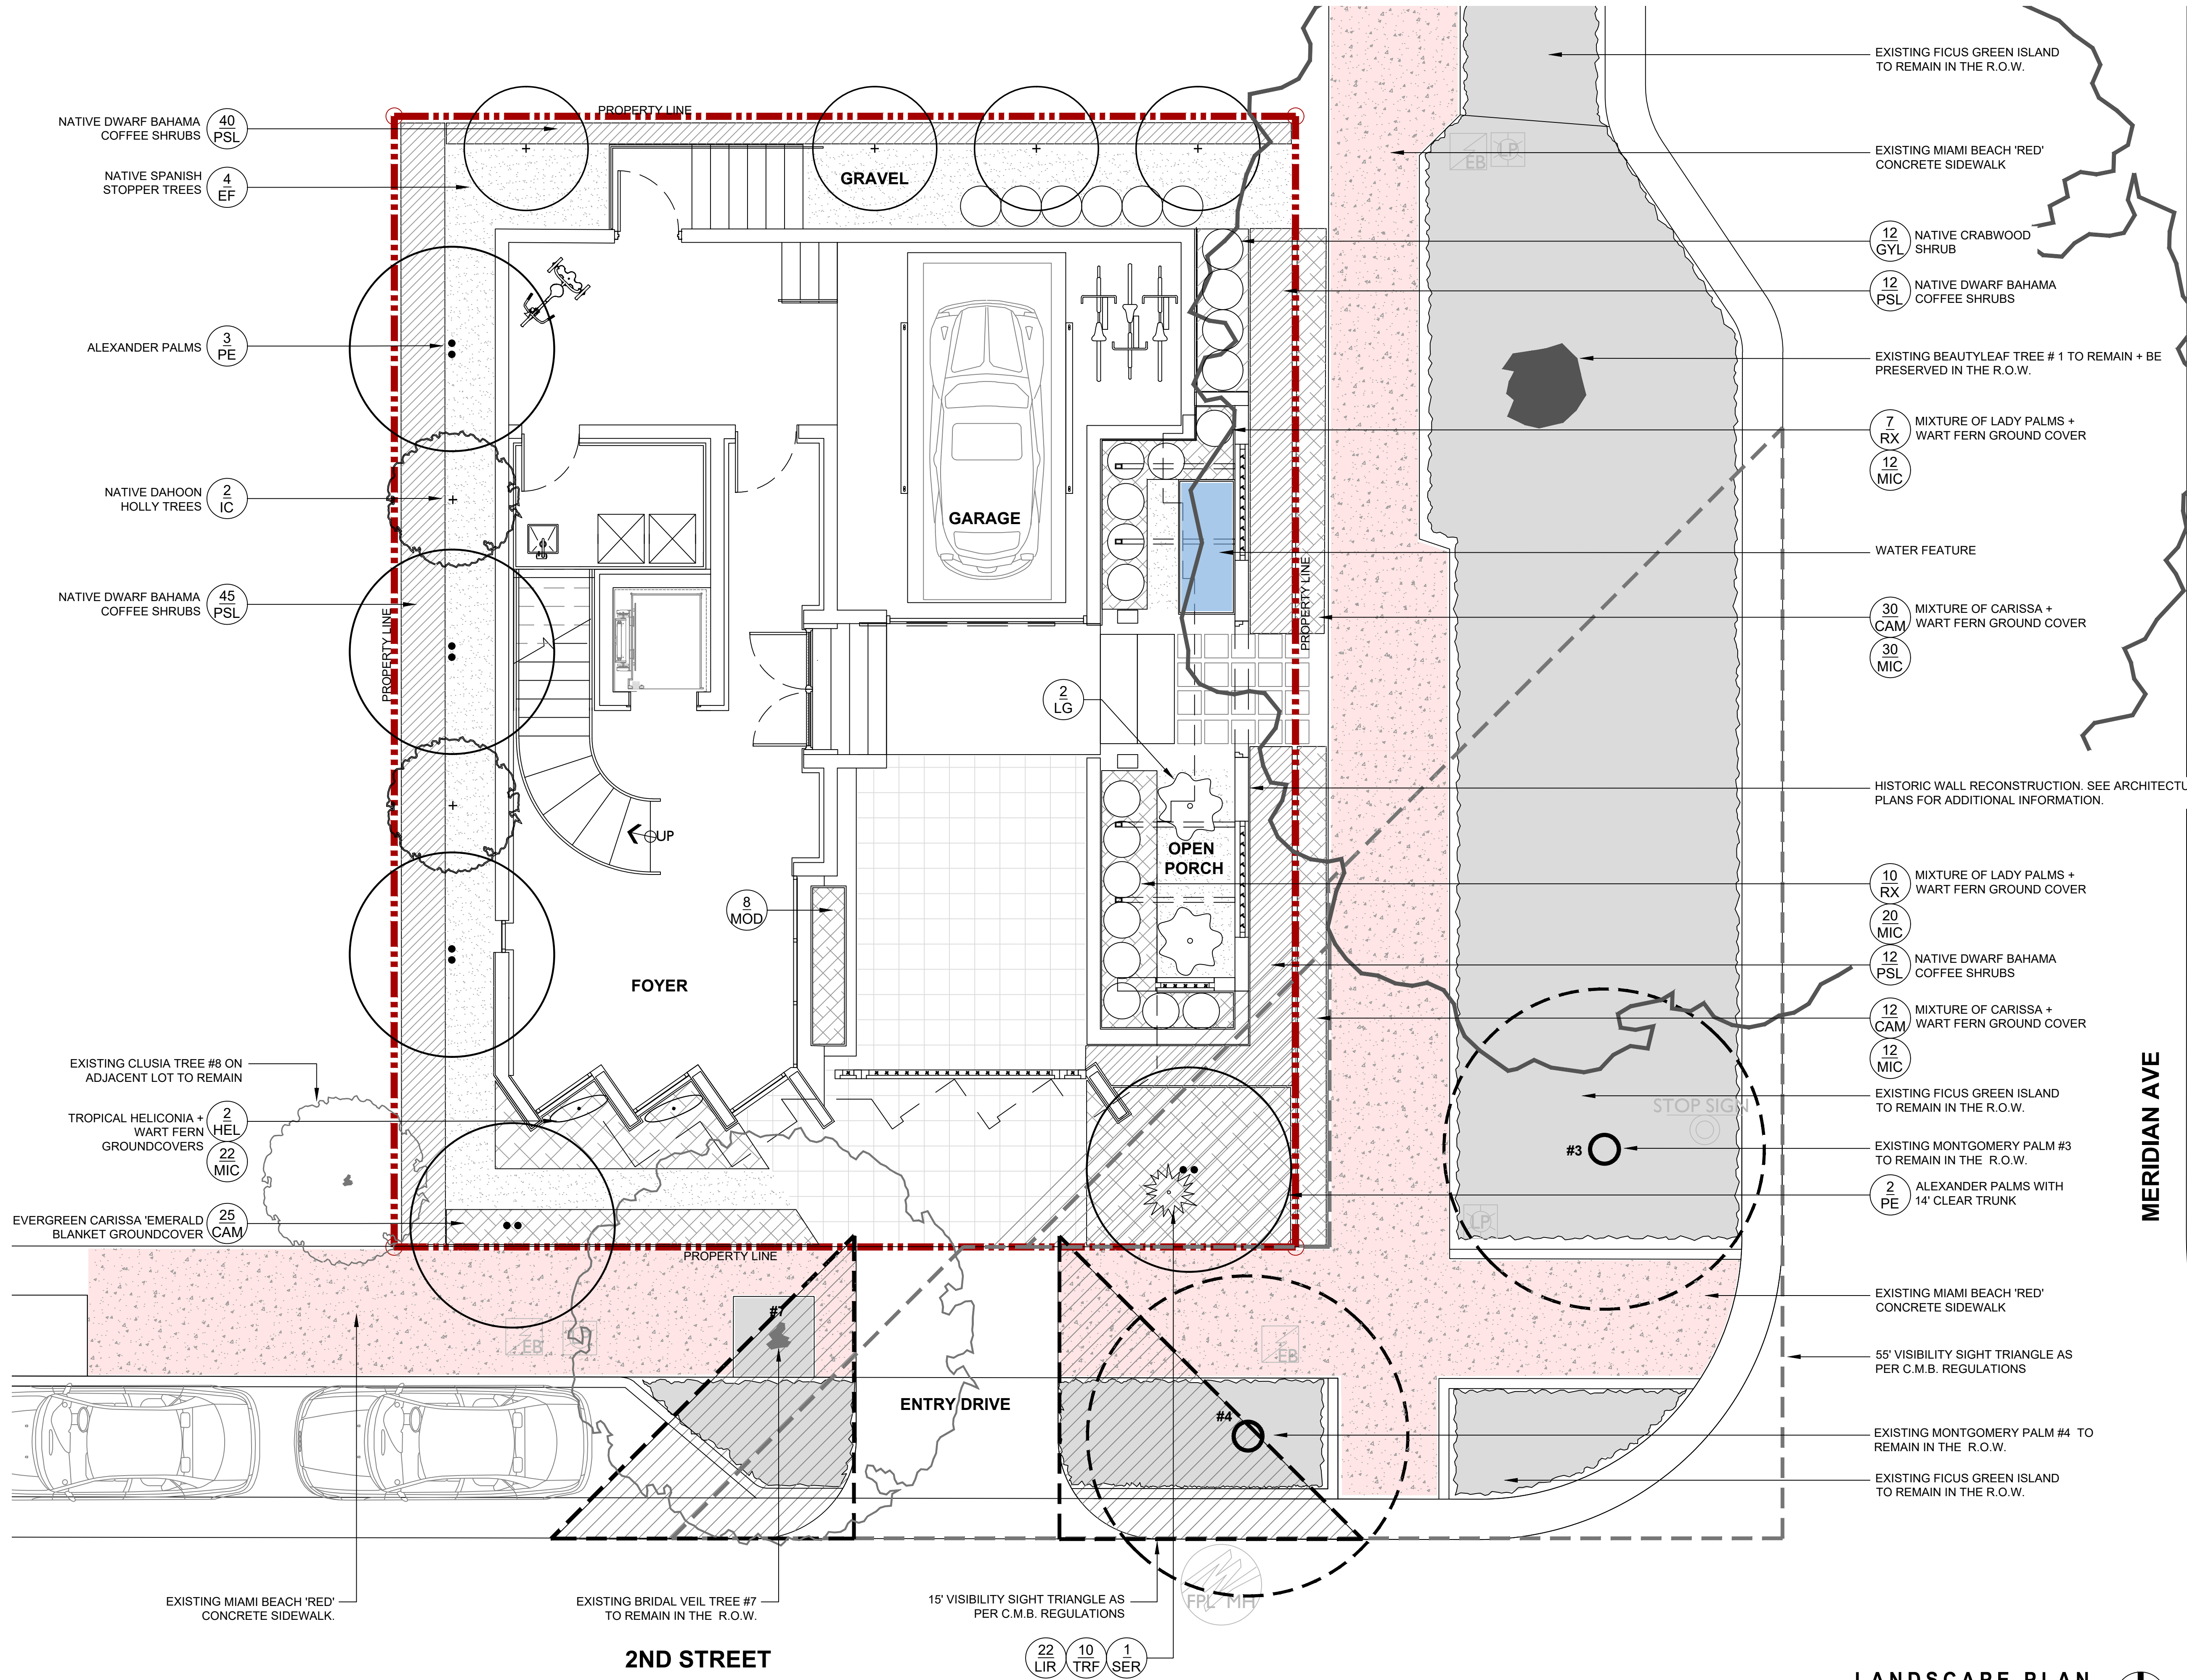 PROPERTY LINE
NATIVE DWARF BAHAMA
COFFEE SHRUBS
40
PSL
NATIVE SPANISH
STOPPER TREES
4
EF
ALEXANDER PALMS
3
PE
NATIVE DAHOON
HOLLY TREES
2
IC
NATIVE DWARF BAHAMA
COFFEE SHRUBS
45
PSL
PROPERTY LINE
EXISTING CLUSIA TREE #8 ON
ADJACENT LOT TO REMAIN
TROPICAL HELICONIA +
WART FERN
GROUNDCOVERS
2
HEL
22
MIC
EVERGREEN CARISSA 'EMERALD
BLANKET GROUNDCOVER
25
CAM
GRAVEL
GARAGE
2
LG
UP
OPEN
PORCH
8
MOD
FOYER
PROPERTY LINE
PROPERTY LINE
#7
EB
ENTRY DRIVE
EB
#4
FPL MH
EB
LP
STOP SIGN
#3
LP
EXISTING FICUS GREEN ISLAND
TO REMAIN IN THE R.O.W.
EXISTING MIAMI BEACH 'RED'
CONCRETE SIDEWALK
12
GYL
NATIVE CRABWOOD
SHRUB
12
PSL
NATIVE DWARF BAHAMA
COFFEE SHRUBS
EXISTING BEAUTYLEAF TREE # 1 TO REMAIN + BE
PRESERVED IN THE R.O.W.
7
RX
MIXTURE OF LADY PALMS +
WART FERN GROUND COVER
12
MIC
WATER FEATURE
30
CAM
MIXTURE OF CARISSA +
WART FERN GROUND COVER
30
MIC
HISTORIC WALL RECONSTRUCTION. SEE ARCHITECTU
PLANS FOR ADDITIONAL INFORMATION.
10
RX
MIXTURE OF LADY PALMS +
WART FERN GROUND COVER
20
MIC
12
PSL
NATIVE DWARF BAHAMA
COFFEE SHRUBS
12
CAM
MIXTURE OF CARISSA +
WART FERN GROUND COVER
12
MIC
EXISTING FICUS GREEN ISLAND
TO REMAIN IN THE R.O.W.
EXISTING MONTGOMERY PALM #3
TO REMAIN IN THE R.O.W.
2
PE
ALEXANDER PALMS WITH
14' CLEAR TRUNK
MERIDIAN AVE
EXISTING MIAMI BEACH 'RED'
CONCRETE SIDEWALK
55' VISIBILITY SIGHT TRIANGLE AS
PER C.M.B. REGULATIONS
EXISTING MONTGOMERY PALM #4 TO
REMAIN IN THE R.O.W.
EXISTING FICUS GREEN ISLAND
TO REMAIN IN THE R.O.W.
EXISTING MIAMI BEACH 'RED'
CONCRETE SIDEWALK.
EXISTING BRIDAL VEIL TREE #7
TO REMAIN IN THE R.O.W.
15' VISIBILITY SIGHT TRIANGLE AS
PER C.M.B. REGULATIONS
22
LIR
10
TRF
1
SER
2ND STREET
LANDSCAPE PLAN